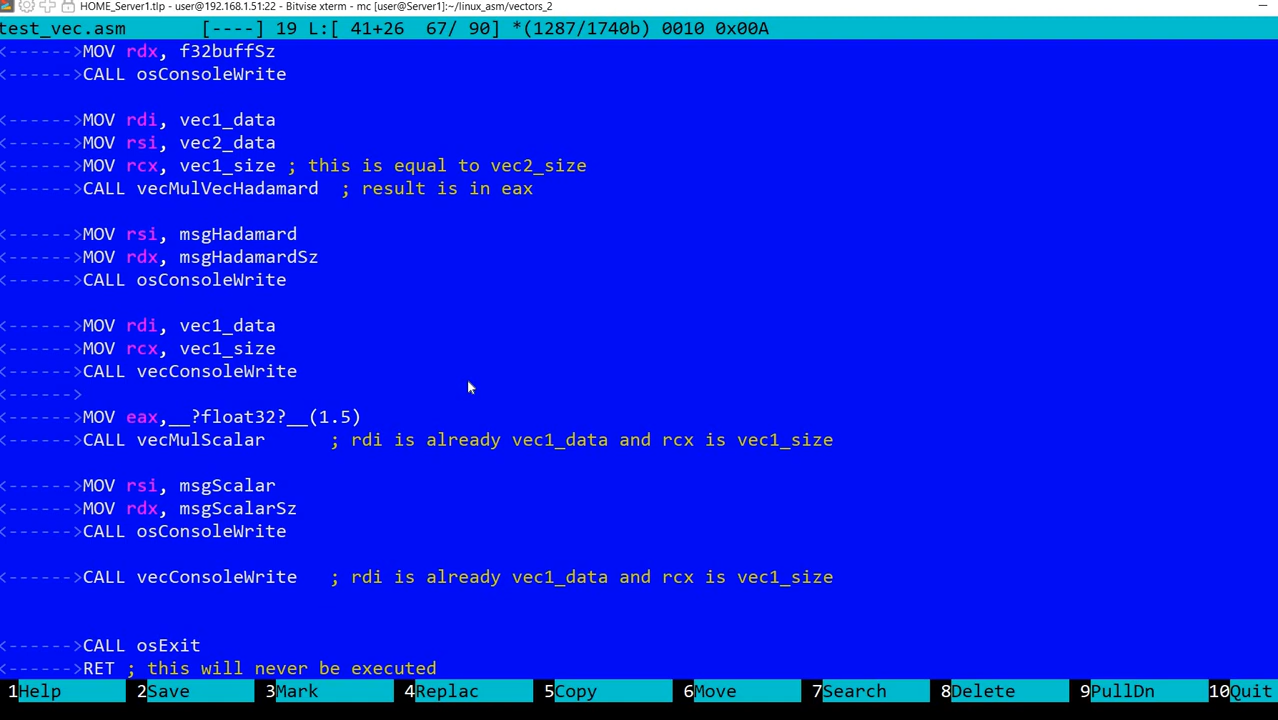 HOME_Server1.tlp - user@192.168.1.51:22 - Bitvise xterm - mc [user@Server1]:~/linux_asm/vectors_2
test_vec.asm       [----] 19 L:[ 41+26  67/ 90] *(1287/1740b) 0010 0x00A
<------>MOV rdx, f32buffSz
<------>CALL osConsoleWrite
<------>MOV rdi, vec1_data
<------>MOV rsi, vec2_data
<------>MOV rcx, vec1_size ; this is equal to vec2_size
<------>CALL vecMulVecHadamard  ; result is in eax
<------>MOV rsi, msgHadamard
<------>MOV rdx, msgHadamardSz
<------>CALL osConsoleWrite
<------>MOV rdi, vec1_data
<------>MOV rcx, vec1_size
<------>CALL vecConsoleWrite
<------>
<------>MOV eax,__?float32?__(1.5)
<------>CALL vecMulScalar      ; rdi is already vec1_data and rcx is vec1_size
<------>MOV rsi, msgScalar
<------>MOV rdx, msgScalarSz
<------>CALL osConsoleWrite
<------>CALL vecConsoleWrite   ; rdi is already vec1_data and rcx is vec1_size
<------>CALL osExit
<------>RET ; this will never be executed
1Help 2Save 3Mark 4Replac 5Copy 6Move 7Search 8Delete 9PullDn 10Quit